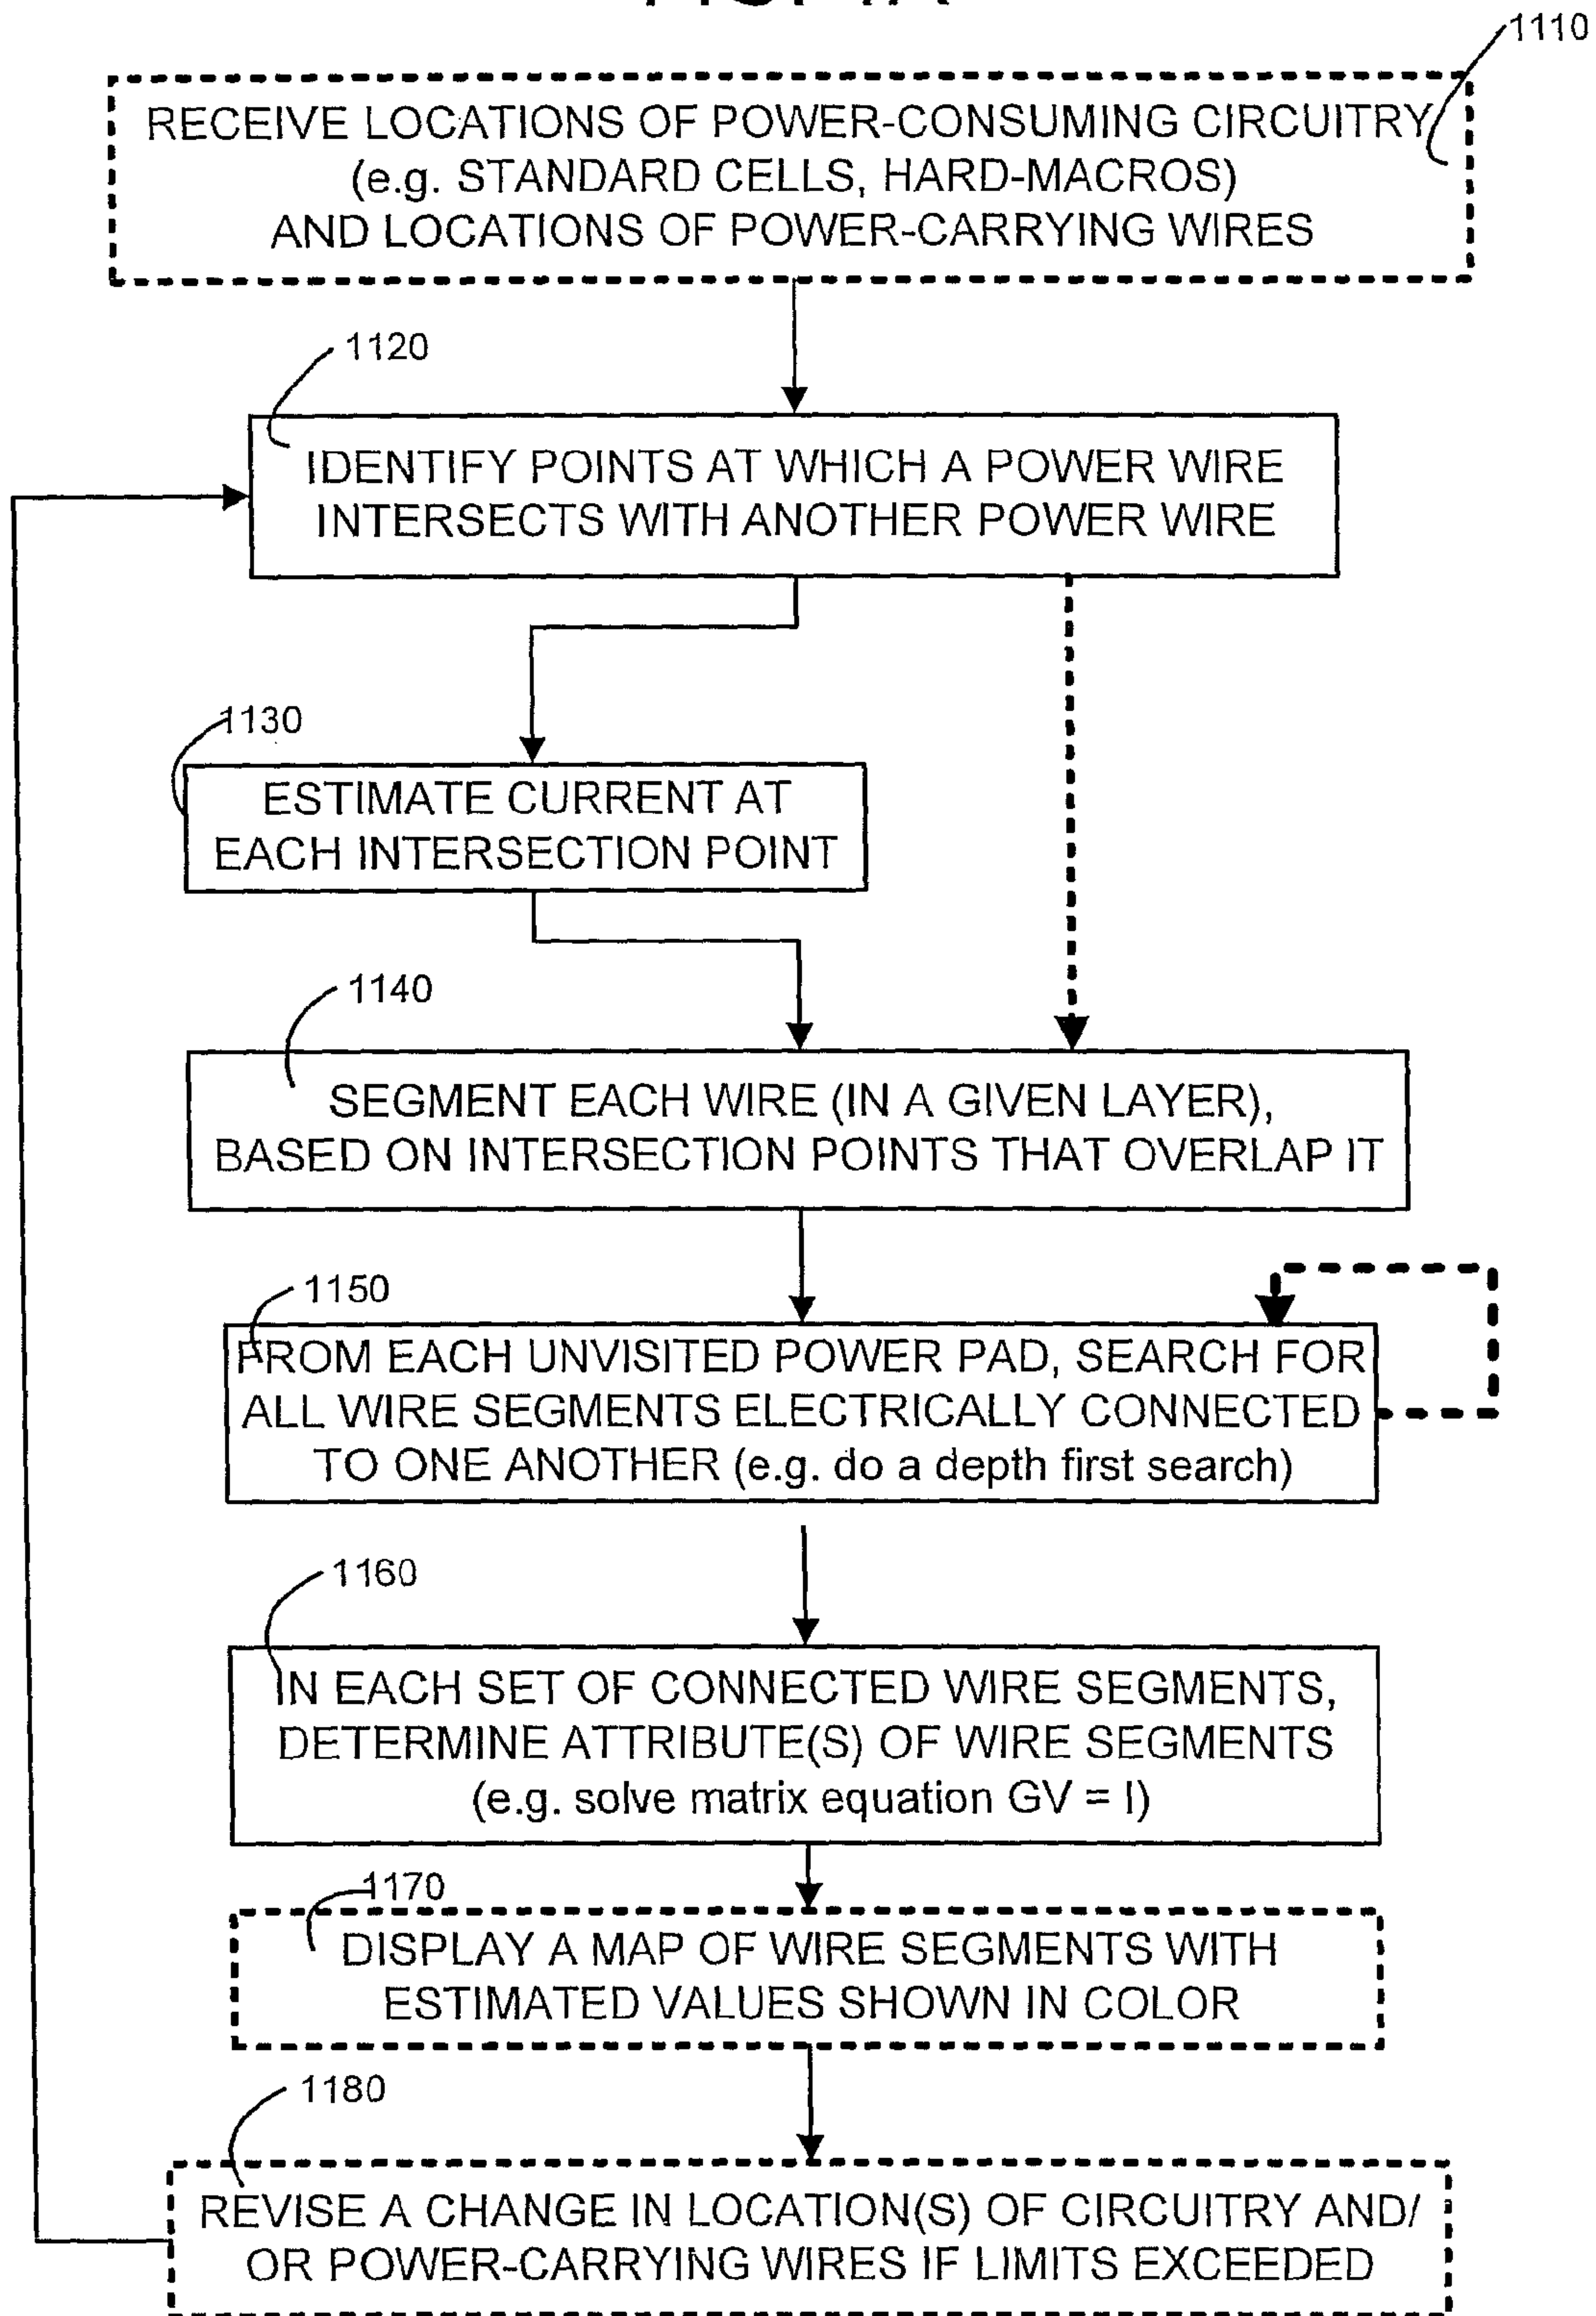 1110
RECEIVE LOCATIONS OF POWER-CONSUMING CIRCUITRY
(e.g. STANDARD CELLS, HARD-MACROS)
AND LOCATIONS OF POWER-CARRYING WIRES
1120
IDENTIFY POINTS AT WHICH A POWER WIRE
INTERSECTS WITH ANOTHER POWER WIRE
1130
ESTIMATE CURRENT AT
EACH INTERSECTION POINT
1140
SEGMENT EACH WIRE (IN A GIVEN LAYER),
BASED ON INTERSECTION POINTS THAT OVERLAP IT
1150
FROM EACH UNVISITED POWER PAD, SEARCH FOR
ALL WIRE SEGMENTS ELECTRICALLY CONNECTED
TO ONE ANOTHER (e.g. do a depth first search)
1160
IN EACH SET OF CONNECTED WIRE SEGMENTS,
DETERMINE ATTRIBUTE(S) OF WIRE SEGMENTS
(e.g. solve matrix equation GV = I)
1170
DISPLAY A MAP OF WIRE SEGMENTS WITH
ESTIMATED VALUES SHOWN IN COLOR
1180
REVISE A CHANGE IN LOCATION(S) OF CIRCUITRY AND/
OR POWER-CARRYING WIRES IF LIMITS EXCEEDED